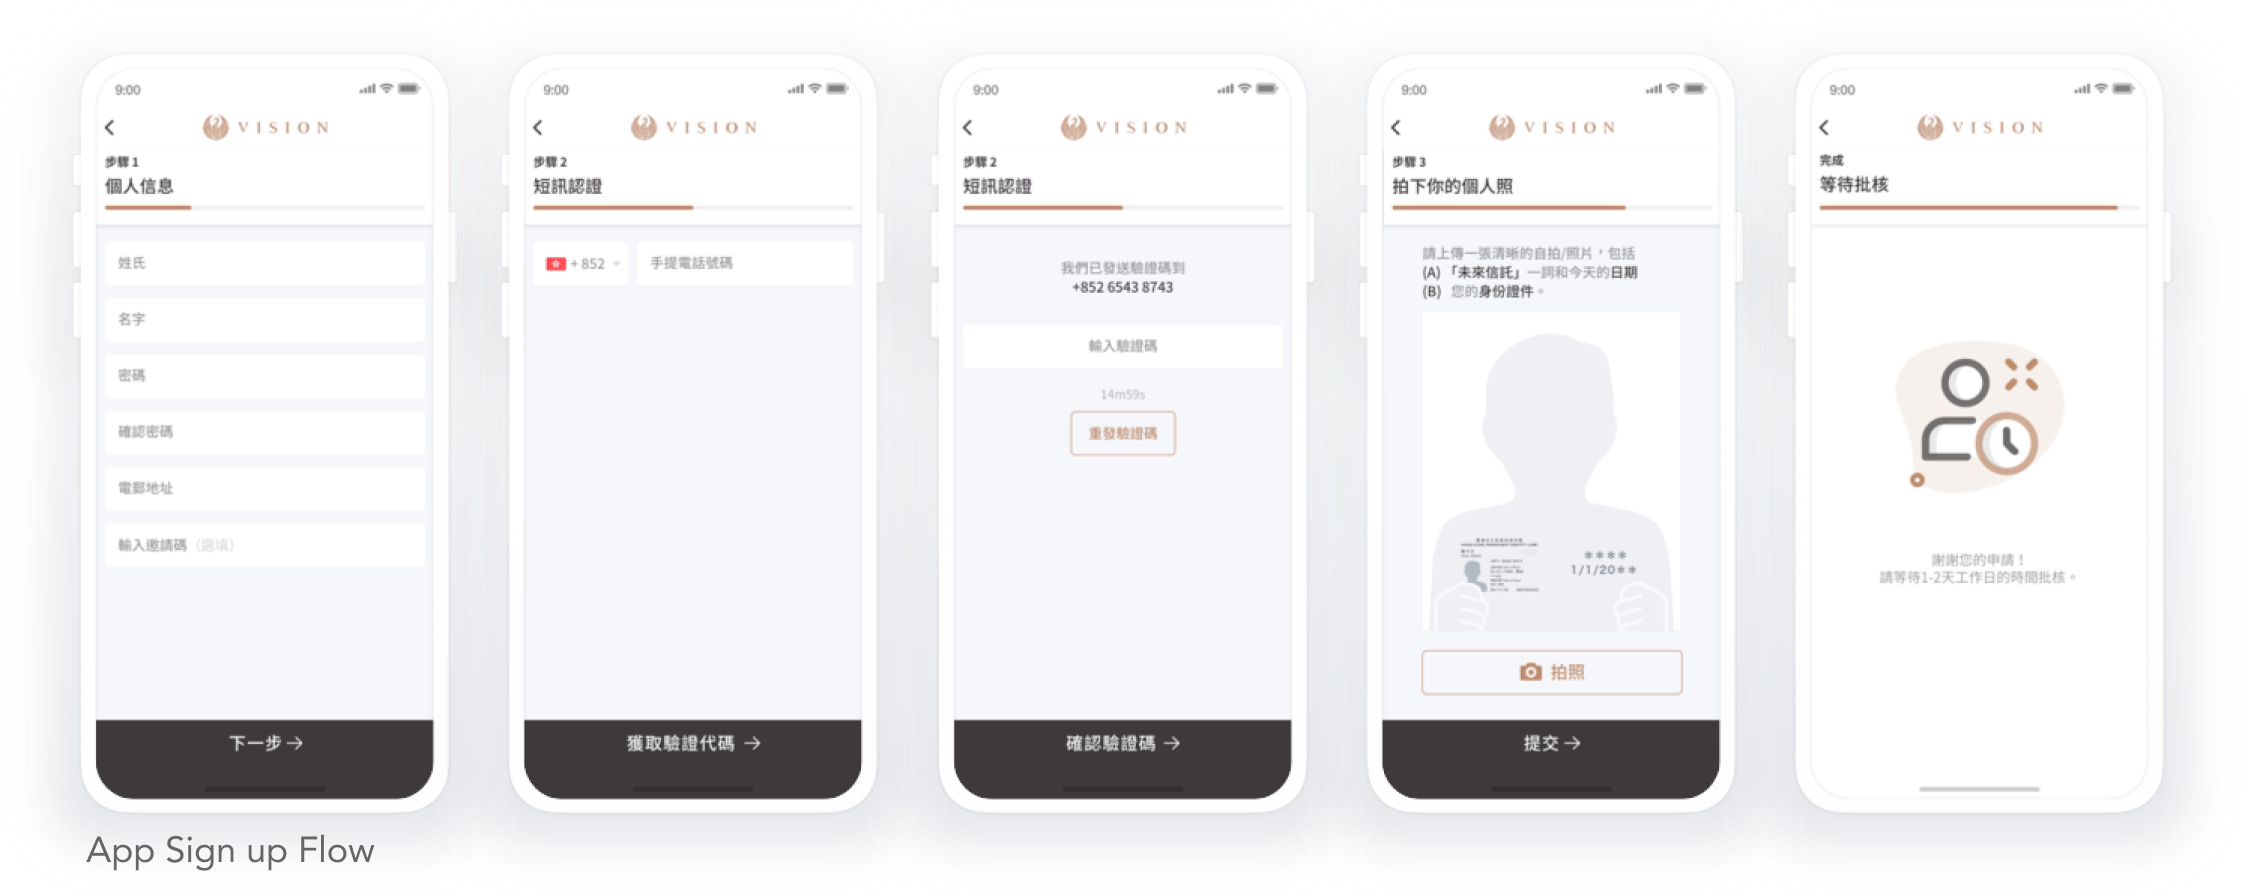 9:00
VISION
步驟 1
個人信息
姓氏
名字
密碼
確認密碼
電郵地址
輸入邀請碼（選填）
下一步
9:00
VISION
步驟 2
短訊認證
+ 852
手提電話號碼
獲取驗證代碼
9:00
VISION
步驟 2
短訊認證
我們已發送驗證碼到
+852 6543 8743
輸入驗證碼
14m59s
重發驗證碼
確認驗證碼
9:00
VISION
步驟 3
拍下你的個人照
請上傳一張清晰的自拍/照片，包括
(A) 「未來信託」一詞和今天的日期
(B) 您的身份證件。
****
1/1/20**
拍照
提交
9:00
VISION
完成
等待批核
謝謝您的申請！
請等待1-2天工作日的時間批核。
App Sign up Flow